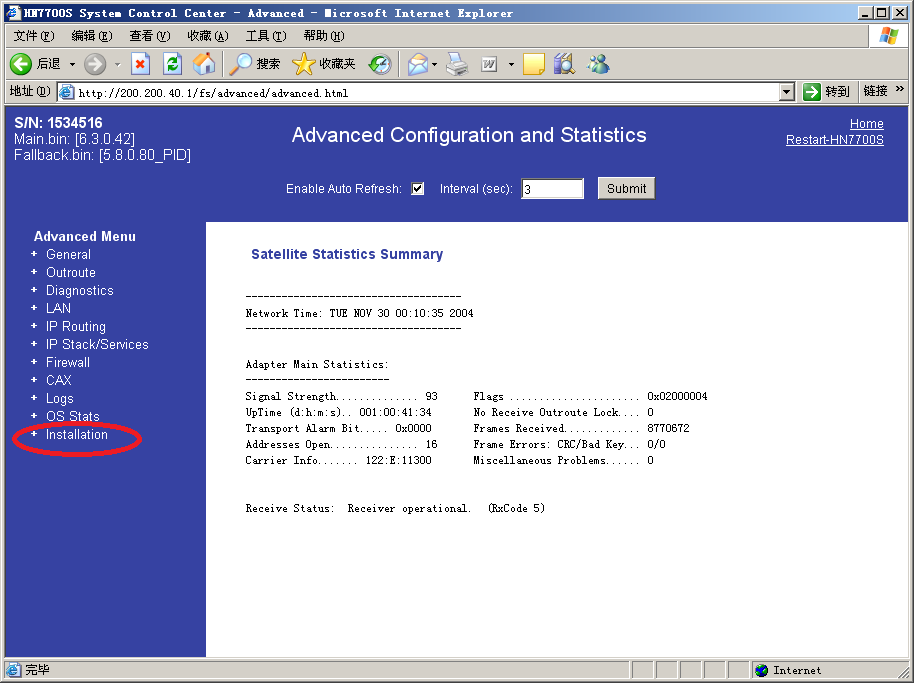 HN7700S System Control Center - Advanced - Microsoft Internet Explorer
文件(F) 编辑(E) 查看(V) 收藏(A) 工具(T) 帮助(H)
后退 搜索 收藏夹
地址(D) http://200.200.40.1/fs/advanced/advanced.html 转到 链接 »
S/N: 1534516
Main.bin: [6.3.0.42]
Fallback.bin: [5.8.0.80_PID]
Advanced Configuration and Statistics
Home
Restart-HN7700S
Enable Auto Refresh: Interval (sec): 3 Submit
Advanced Menu
+ General
+ Outroute
+ Diagnostics
+ LAN
+ IP Routing
+ IP Stack/Services
+ Firewall
+ CAX
+ Logs
+ OS Stats
+ Installation
Satellite Statistics Summary
------------------------------------
Network Time: TUE NOV 30 00:10:35 2004
------------------------------------
Adapter Main Statistics:
------------------------
Signal Strength.............. 93 Flags ...................... 0x02000004
UpTime (d:h:m:s).. 001:00:41:34 No Receive Outroute Lock.... 0
Transport Alarm Bit..... 0x0000 Frames Received............. 8770672
Addresses Open............... 16 Frame Errors: CRC/Bad Key... 0/0
Carrier Info....... 122:E:11300 Miscellaneous Problems...... 0
Receive Status: Receiver operational. (RxCode 5)
完毕 Internet